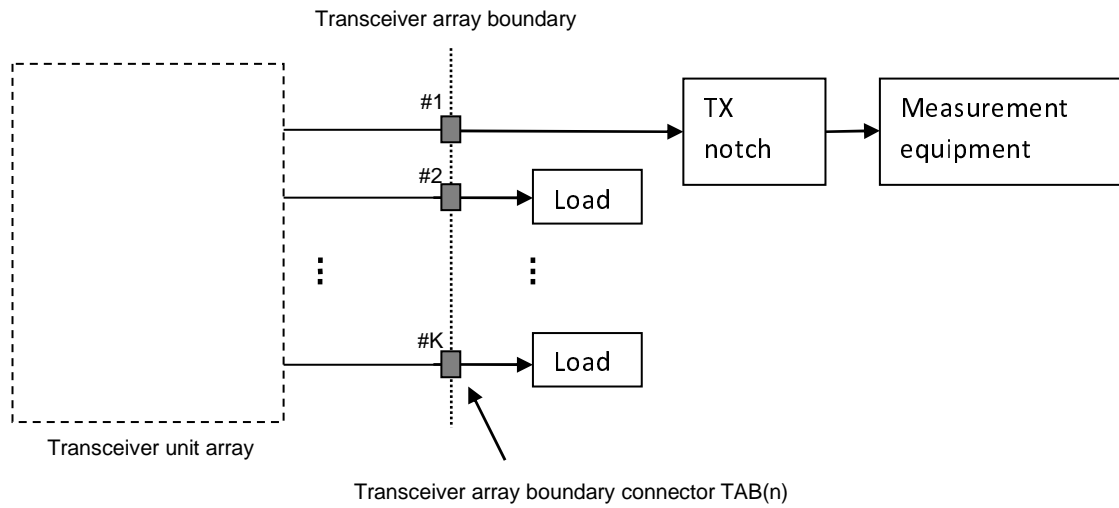 Transceiver array boundary
#1
TX
notch
Measurement
equipment
#2
Load
#K
Load
Transceiver unit array
Transceiver array boundary connector TAB(n)